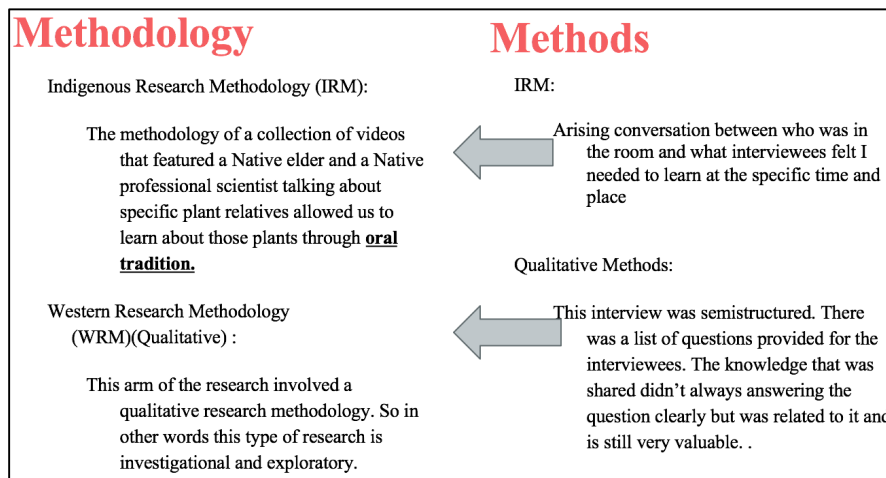 Methodology
Indigenous Research Methodology (IRM):
The methodology of a collection of videos
that featured a Native elder and a Native
professional scientist talking about
specific plant relatives allowed us to
learn about those plants through oral
tradition.
Western Research Methodology
(WRM)(Qualitative) :
This arm of the research involved a
qualitative research methodology. So in
other words this type of research is
investigational and exploratory.
Methods
IRM:
Arising conversation between who was in
the room and what interviewees felt I
needed to learn at the specific time and
place
Qualitative Methods:
This interview was semistructured. There
was a list of questions provided for the
interviewees. The knowledge that was
shared didn’t always answering the
question clearly but was related to it and
is still very valuable. .